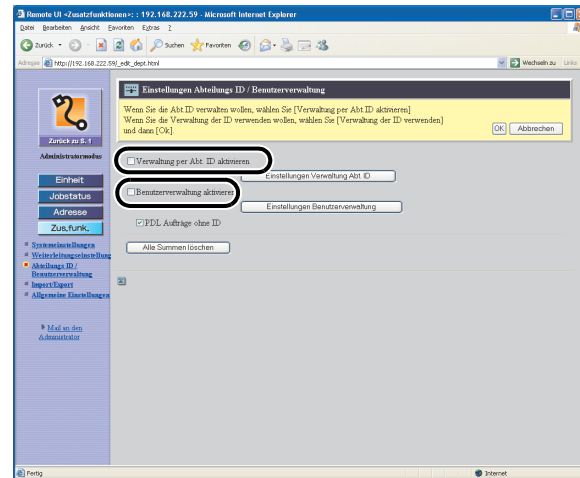 Remote UI <Zusatzfunktionen>: : 192.168.222.59 - Microsoft Internet Explorer
Datei Bearbeiten Ansicht Favoriten Extras ?
Zurück Suchen Favoriten
Adresse http://192.168.222.59/_edit_dept.html Wechseln zu Links
Einstellungen Abteilungs ID / Benutzerverwaltung
Wenn Sie die Abt.ID verwalten wollen, wählen Sie [Verwaltung per Abt.ID aktivieren]
Wenn Sie die Verwaltung der ID verwenden wollen, wählen Sie [Verwaltung der ID verwenden]
und dann [Ok].
OK Abbrechen
Zurück zu S. 1
Administratormodus
Einheit
Jobstatus
Adresse
Zus,funk,
Systemeinstellungen
Weiterleitungseinstellung
Abteilungs ID /
Benutzerverwaltung
Import/Export
Allgemeine Einstellungen
Mail an den
Administrator
Verwaltung per Abt. ID aktivieren
Einstellungen Verwaltung Abt. ID
Benutzerverwaltung aktivieren
Einstellungen Benutzerverwaltung
PDL Aufträge ohne ID
Alle Summen löschen
Fertig Internet